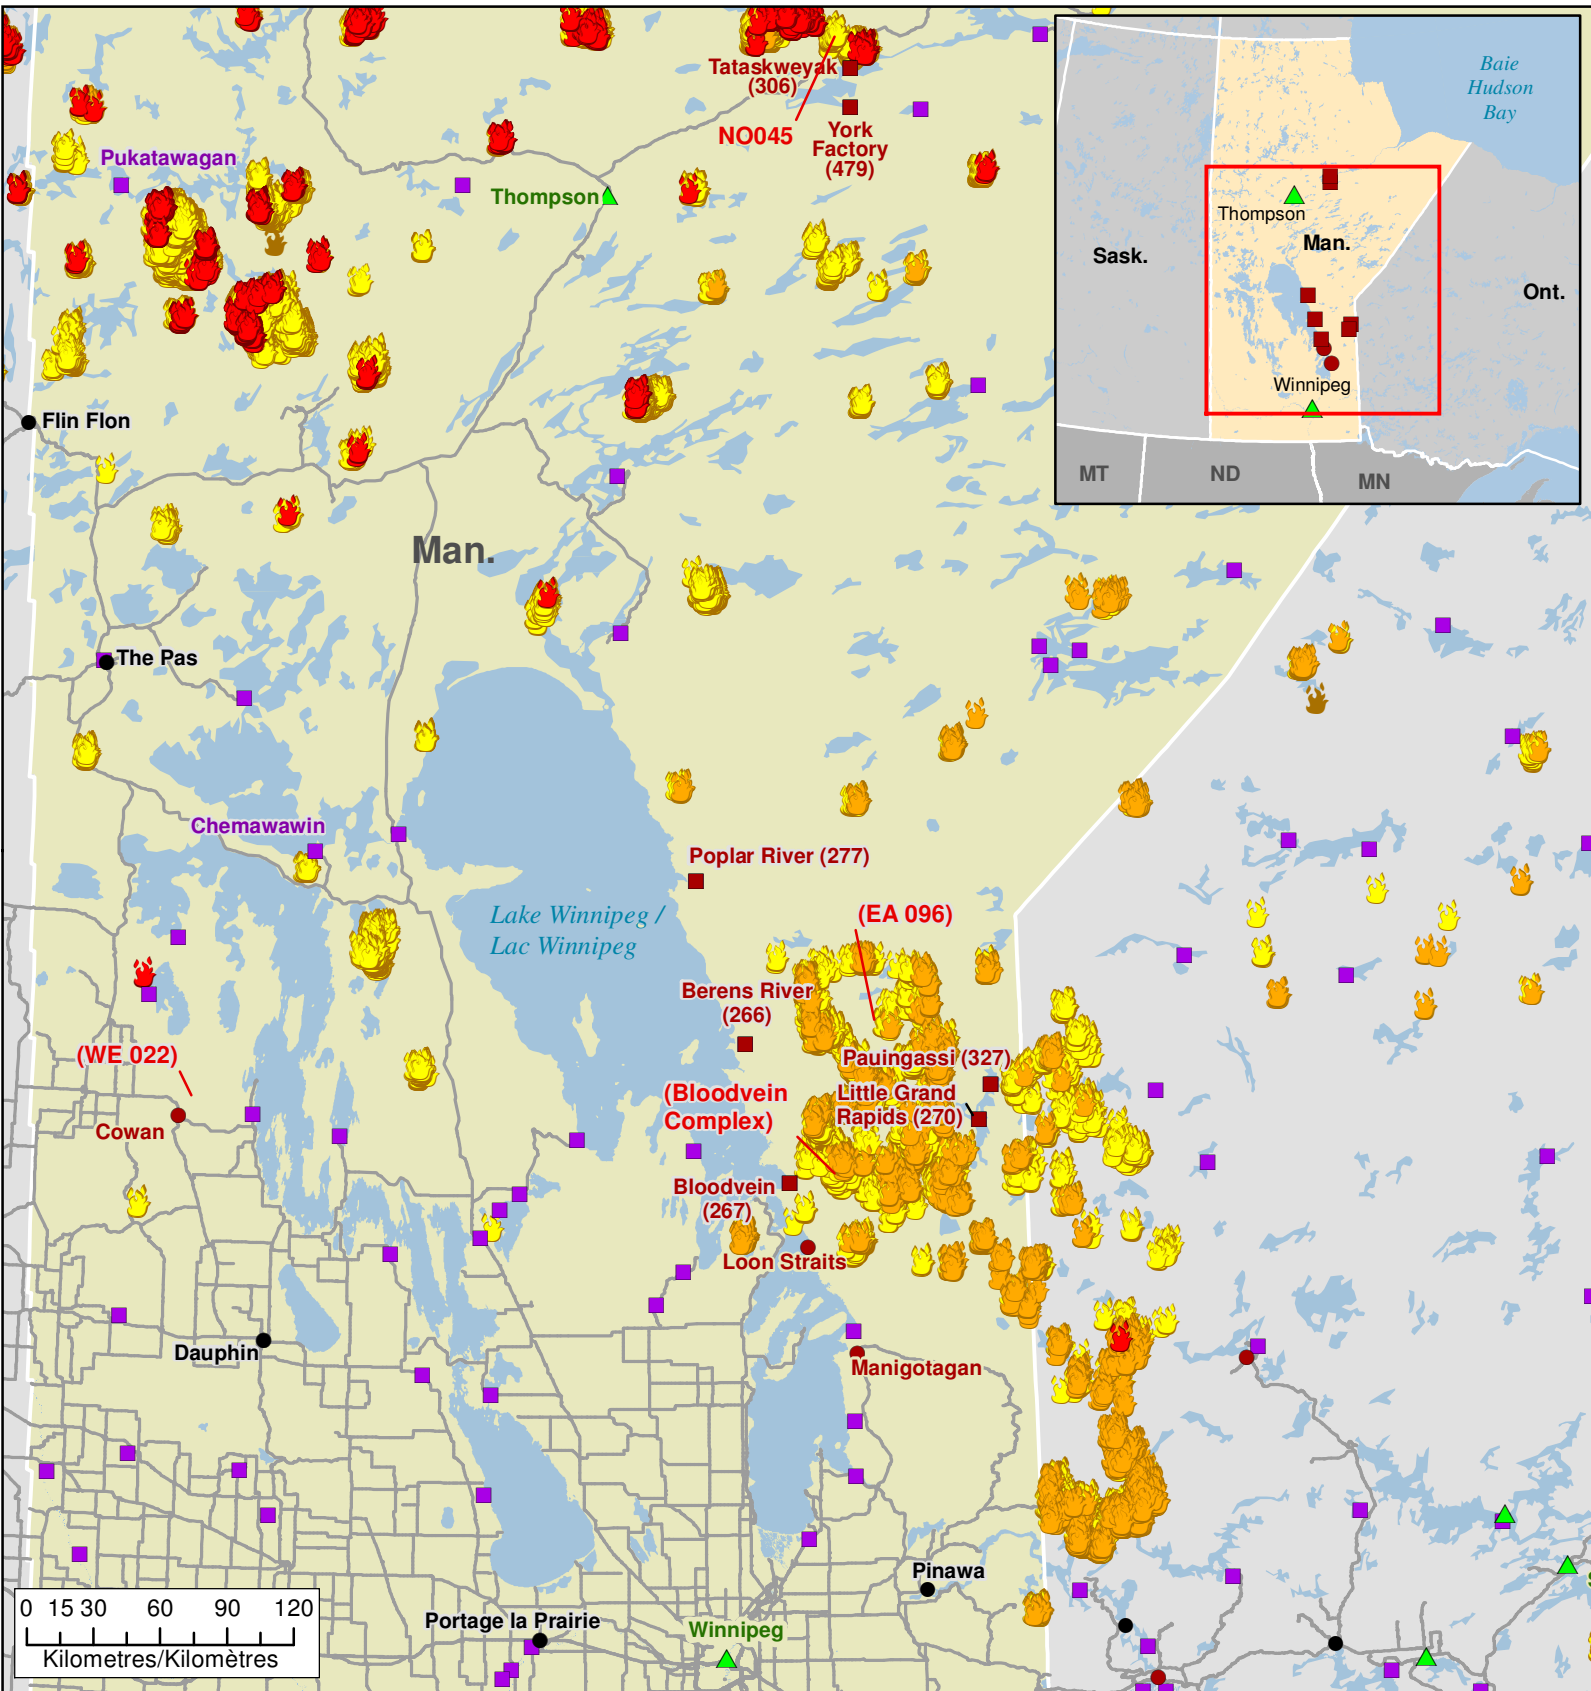 Tataskweyak
(306)
NO045
York
Factory
(479)
Pukatawagan
Thompson
Baie
Hudson
Bay
Thompson
Man.
Sask.
Ont.
Winnipeg
MT
ND
MN
Flin Flon
Man.
The Pas
Chemawawin
Poplar River (277)
Lake Winnipeg /
Lac Winnipeg
(EA 096)
Berens River
(266)
(WE 022)
Pauingassi (327)
(Bloodvein
Complex)
Little Grand
Rapids (270)
Cowan
Bloodvein
(267)
Loon Straits
Dauphin
Manigotagan
Pinawa
0 15 30 60 90 120
Kilometres/Kilomètres
Portage la Prairie
Winnipeg